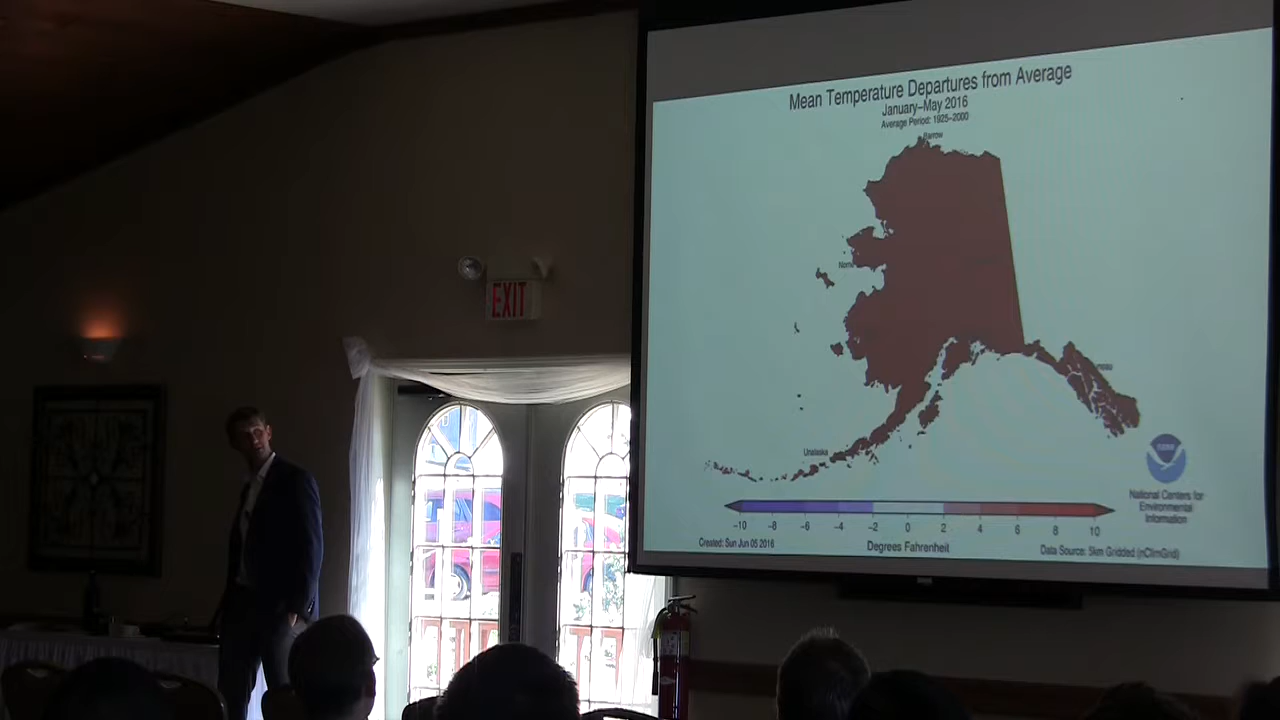 Mean Temperature Departures from Average
January–May 2016
Average Period: 1925–2000
Barrow
Nome
EXIT
Unalaska
National Centers for
Environmental
Information
−10 −8 −6 −4 −2 0 2 4 6 8 10
Created: Sun Jun 05 2016
Degrees Fahrenheit
Data Source: 5km Gridded (nClimGrid)